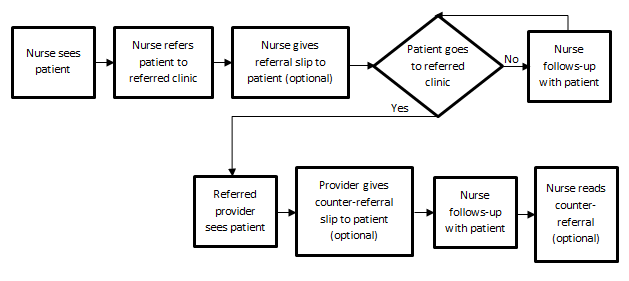 Nurse sees
patient
Nurse refers
patient to
referred clinic
Nurse gives
referral slip to
patient (optional)
Patient goes
to referred
clinic
No
Nurse
follows-up
with patient
Yes
Referred
provider
sees patient
Provider gives
counter-referral
slip to patient
(optional)
Nurse
follows-up
with patient
Nurse reads
counter-
referral
(optional)